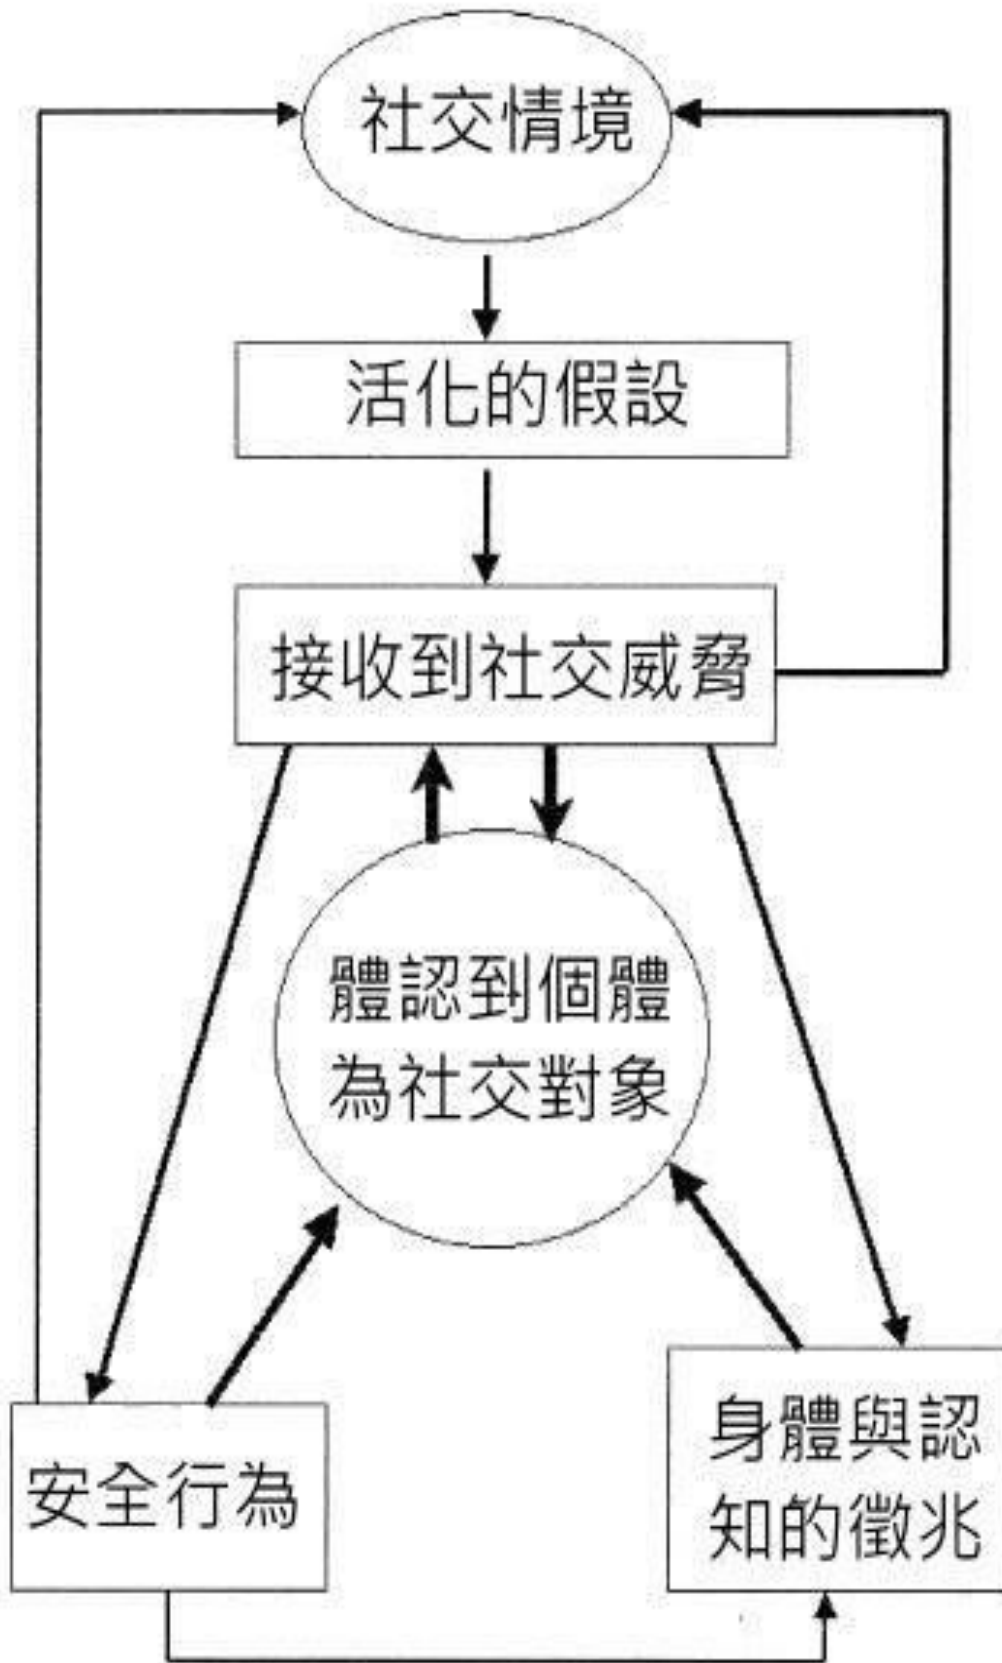 社交情境
活化的假設
接收到社交威脅
體認到個體
為社交對象
安全行為
身體與認
知的徵兆